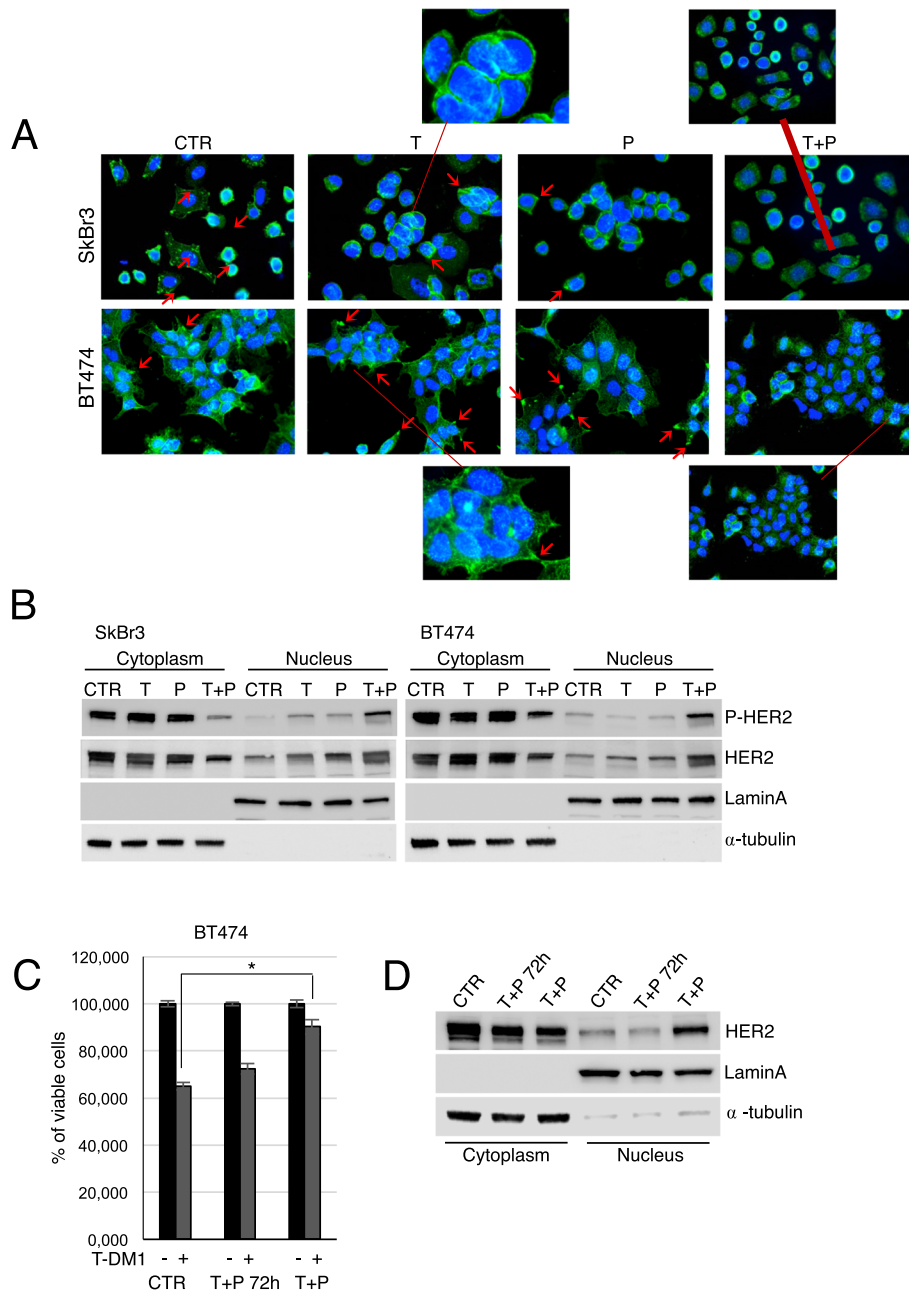 A
CTR T P T+P
SkBr3
BT474
B
SkBr3 BT474
Cytoplasm Nucleus Cytoplasm Nucleus
CTR T P T+P CTR T P T+P CTR T P T+P CTR T P T+P
P-HER2
HER2
LaminA
α-tubulin
C
BT474
120,000
100,000
80,000
60,000
40,000
20,000
0,000
% of viable cells
*
T-DM1 - + - + - +
CTR T+P 72h T+P
D
CTR T+P 72h T+P CTR T+P 72h T+P
HER2
LaminA
α -tubulin
Cytoplasm Nucleus